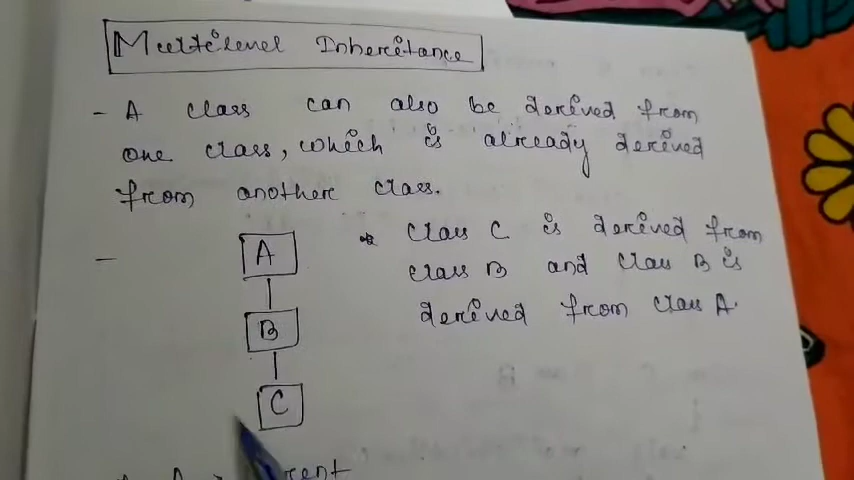 Multilevel Inheritance
- A class can also be derived from
one class, which is already derived
from another class.
-
A
B
C
* class C is derived from
class B and class B is
derived from class A.